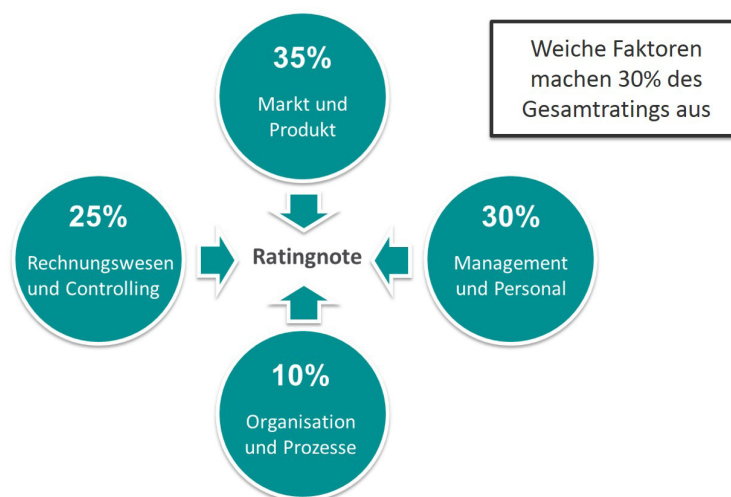 35%
Markt und
Produkt
Weiche Faktoren
machen 30% des
Gesamtratings aus
25%
Rechnungswesen
und Controlling
Ratingnote
30%
Management
und Personal
10%
Organisation
und Prozesse